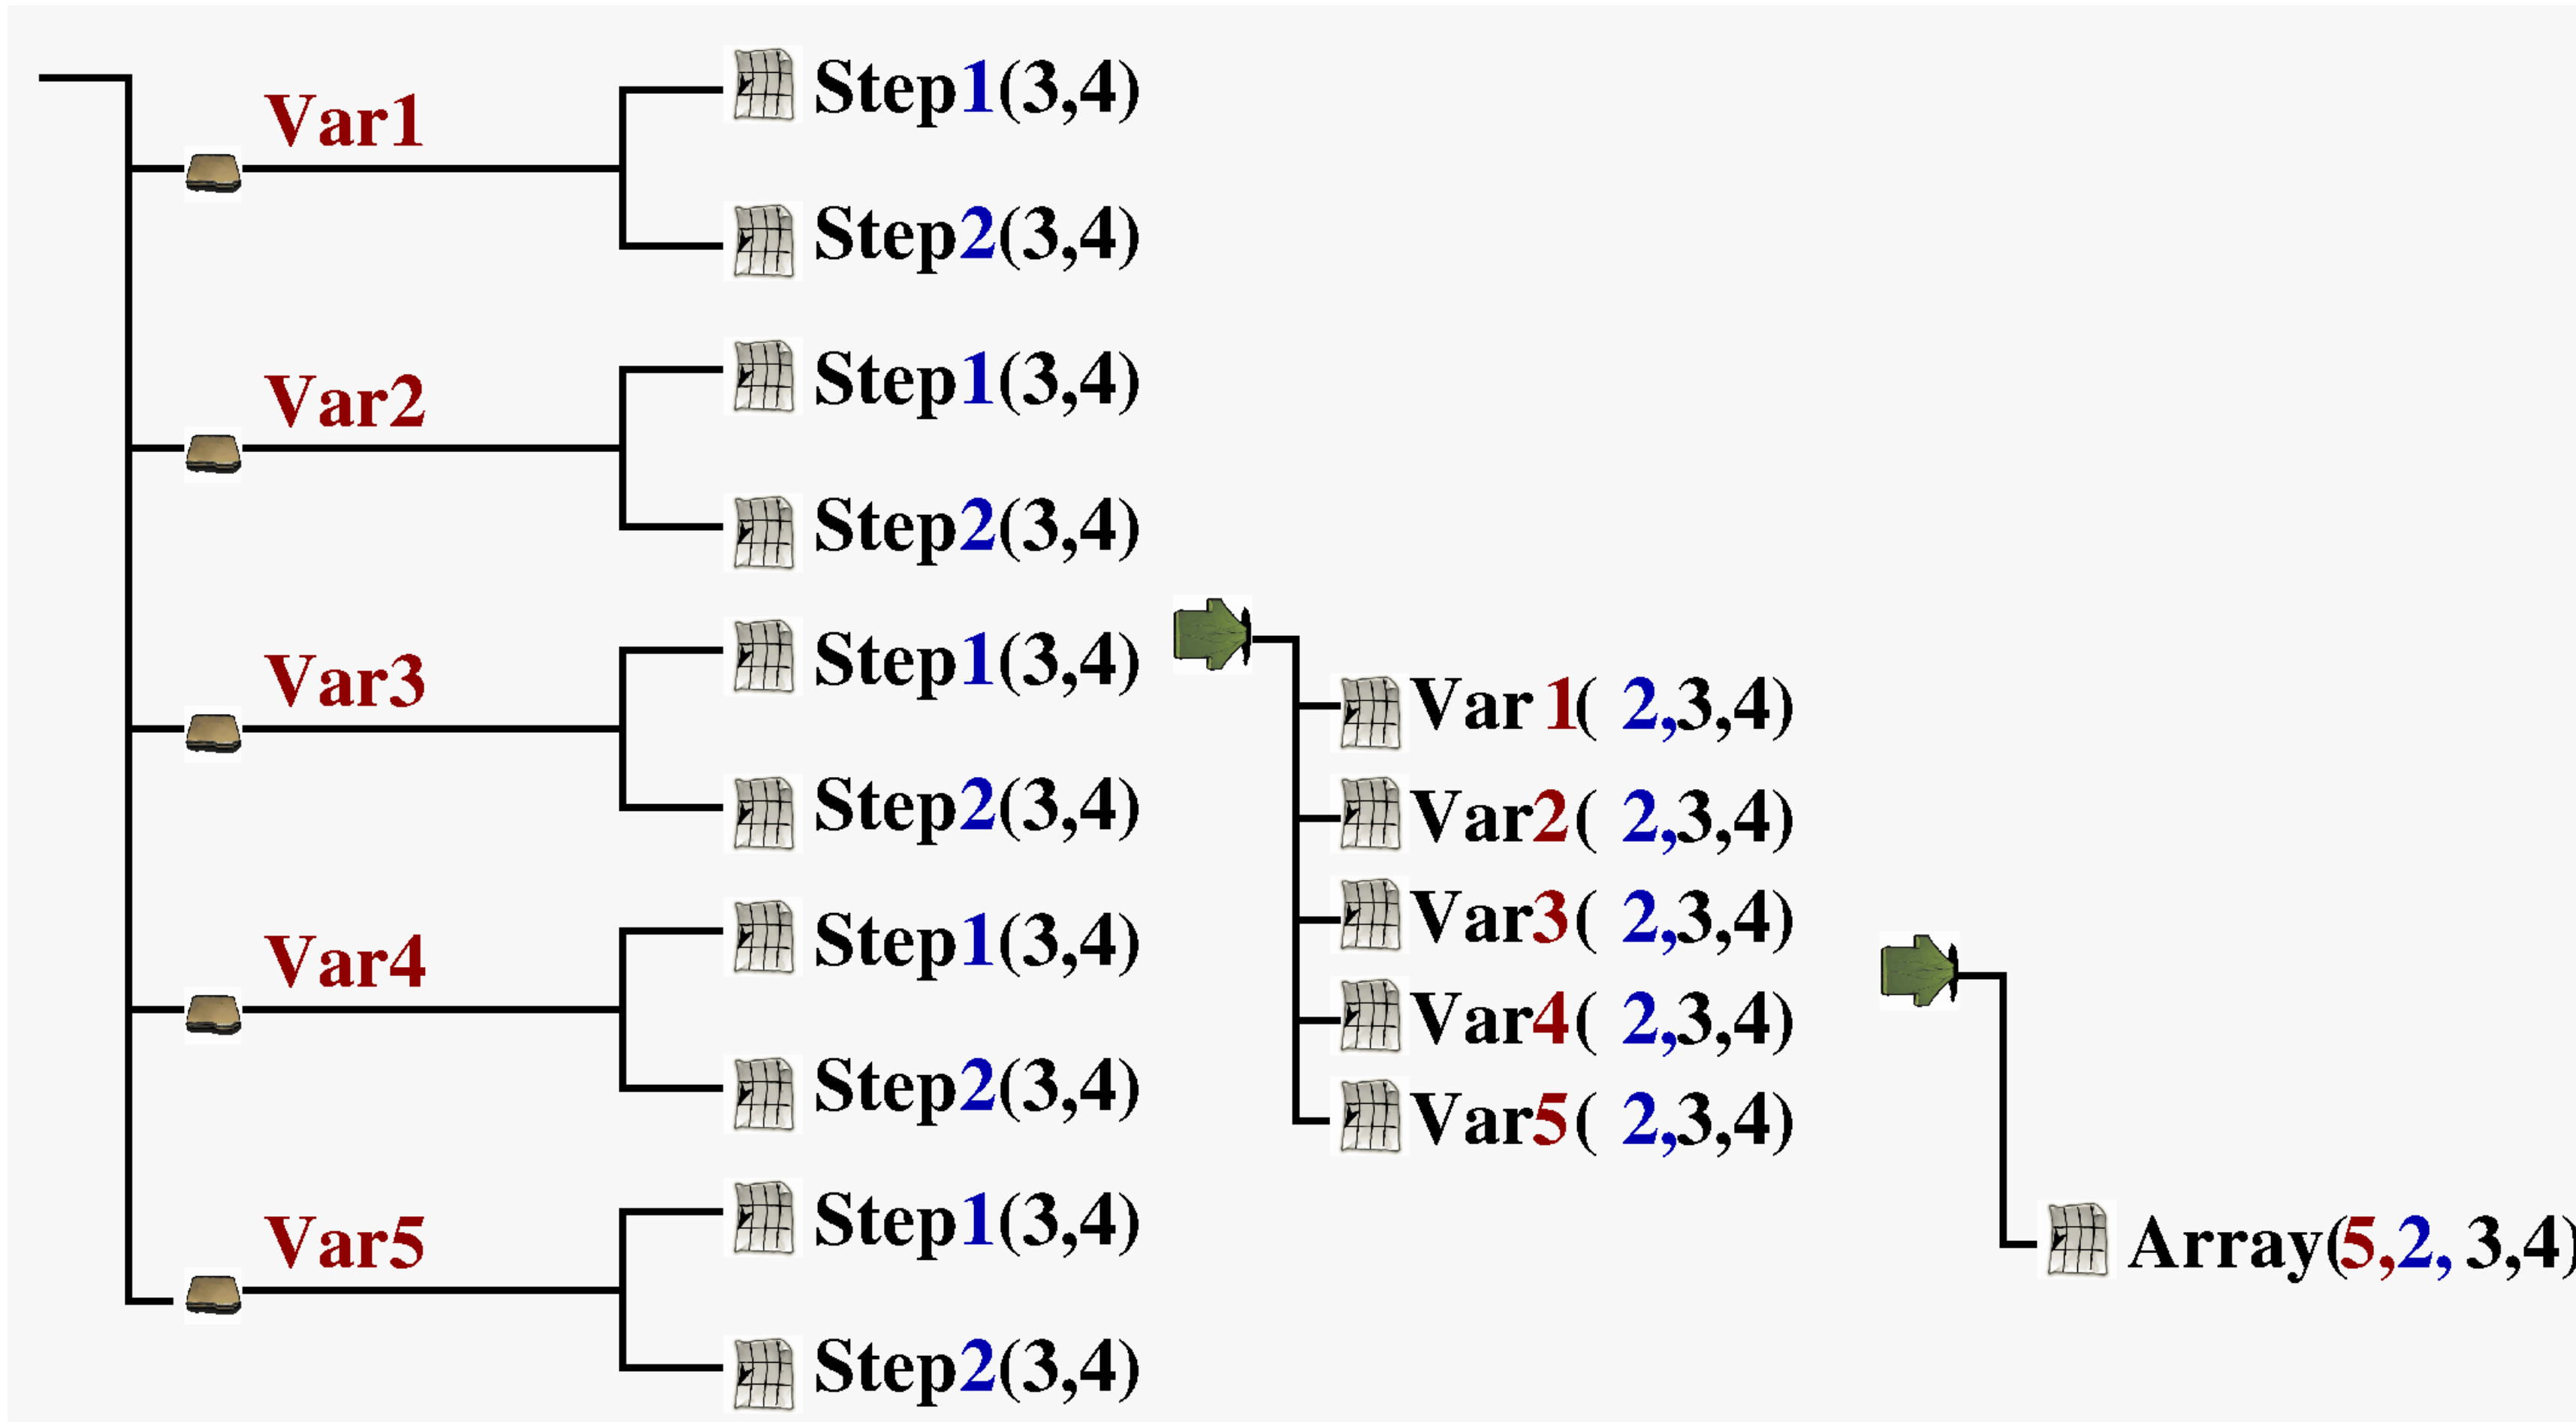 Var1
Step1(3,4)
Step2(3,4)
Var2
Step1(3,4)
Step2(3,4)
Var3
Step1(3,4)
Step2(3,4)
Var4
Step1(3,4)
Step2(3,4)
Var5
Step1(3,4)
Step2(3,4)
Var 1( 2,3,4)
Var2( 2,3,4)
Var3( 2,3,4)
Var4( 2,3,4)
Var5( 2,3,4)
Array(5,2, 3,4)